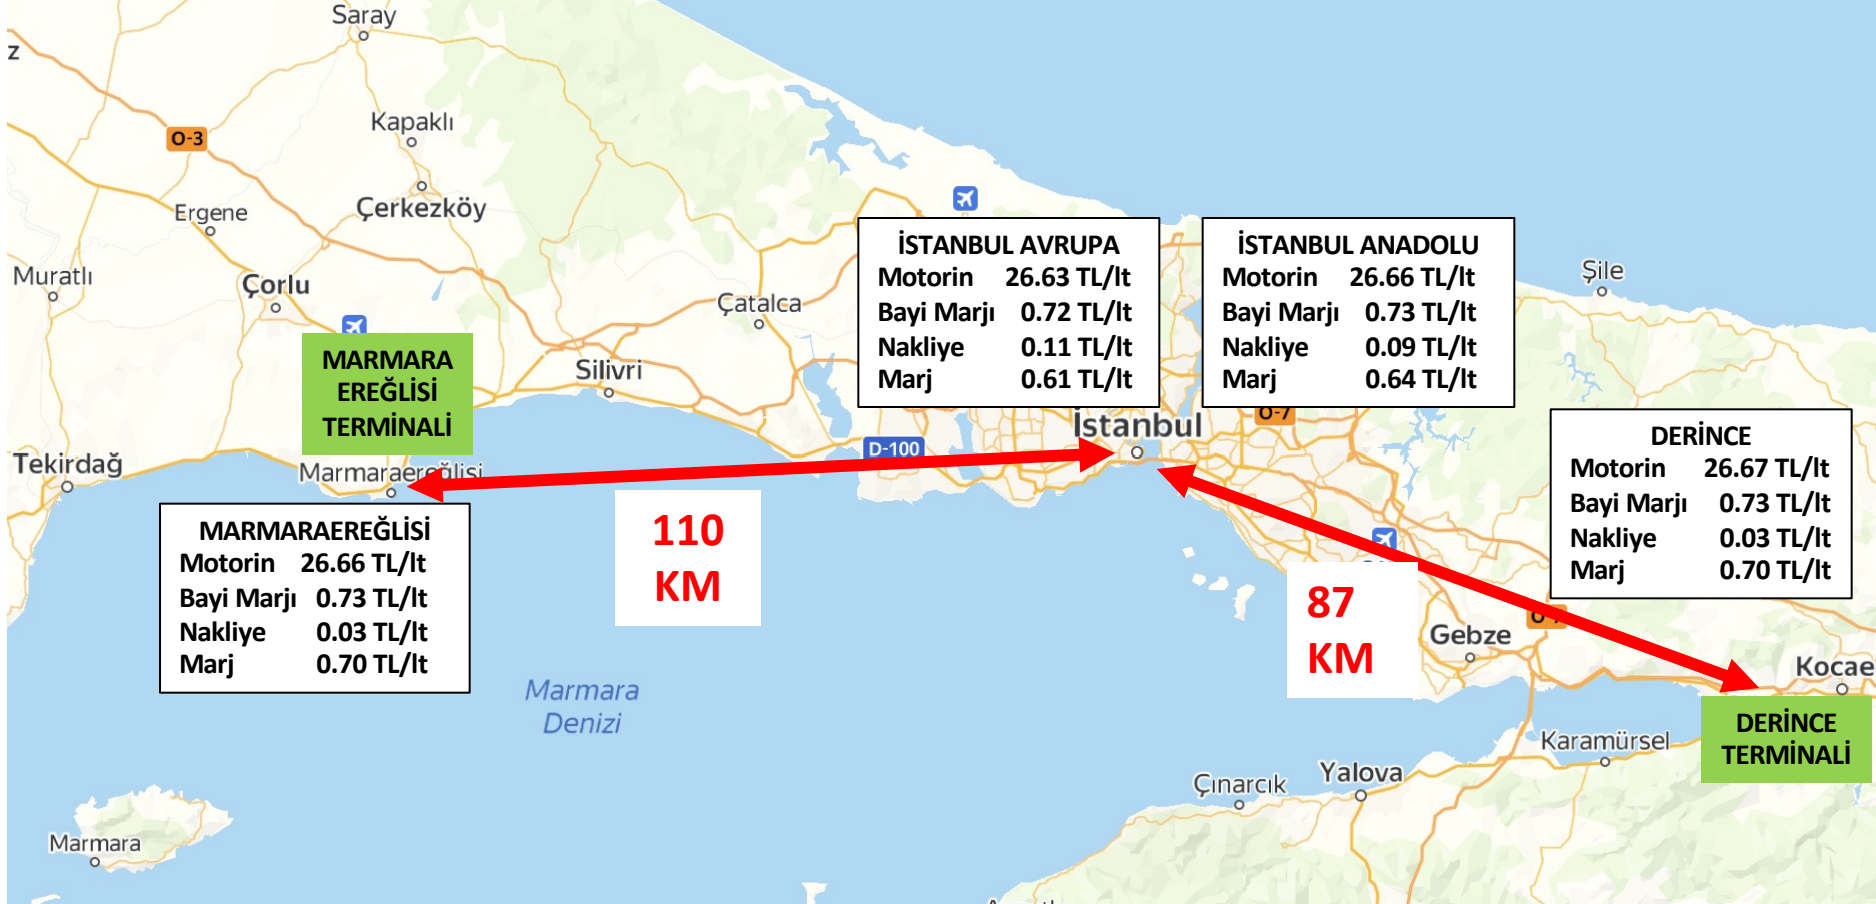 Saray
z
Kapaklı
O-3
Ergene
Çerkezköy
Muratlı
Çorlu
Çatalca
Şile
İSTANBUL AVRUPA
Motorin 26.63 TL/lt
Bayi Marjı 0.72 TL/lt
Nakliye 0.11 TL/lt
Marj 0.61 TL/lt
İSTANBUL ANADOLU
Motorin 26.66 TL/lt
Bayi Marjı 0.73 TL/lt
Nakliye 0.09 TL/lt
Marj 0.64 TL/lt
MARMARA
EREĞLİSİ
TERMİNALİ
Silivri
O-7
İstanbul
D-100
Tekirdağ
Marmaraereğlisi
DERİNCE
Motorin 26.67 TL/lt
Bayi Marjı 0.73 TL/lt
Nakliye 0.03 TL/lt
Marj 0.70 TL/lt
MARMARAEREĞLİSİ
Motorin 26.66 TL/lt
Bayi Marjı 0.73 TL/lt
Nakliye 0.03 TL/lt
Marj 0.70 TL/lt
110
KM
87
KM
Gebze
Kocae
Marmara
Denizi
DERİNCE
TERMİNALİ
Karamürsel
Yalova
Çınarcık
Marmara